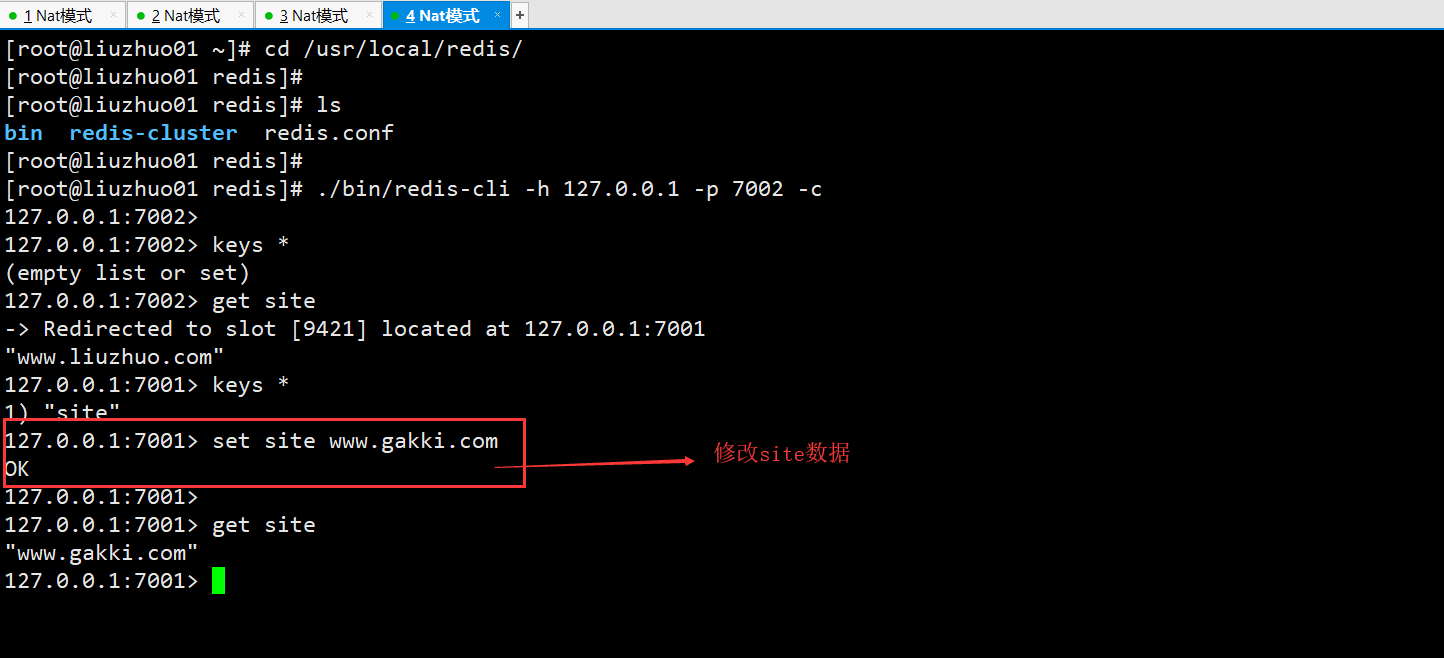 1 Nat模式 × 2 Nat模式 × 3 Nat模式 × 4 Nat模式 × +
[root@liuzhuo01 ~]# cd /usr/local/redis/
[root@liuzhuo01 redis]#
[root@liuzhuo01 redis]# ls
bin  redis-cluster  redis.conf
[root@liuzhuo01 redis]#
[root@liuzhuo01 redis]# ./bin/redis-cli -h 127.0.0.1 -p 7002 -c
127.0.0.1:7002>
127.0.0.1:7002> keys *
(empty list or set)
127.0.0.1:7002> get site
-> Redirected to slot [9421] located at 127.0.0.1:7001
"www.liuzhuo.com"
127.0.0.1:7001> keys *
1) "site"
127.0.0.1:7001> set site www.gakki.com
OK
修改site数据
127.0.0.1:7001>
127.0.0.1:7001> get site
"www.gakki.com"
127.0.0.1:7001>